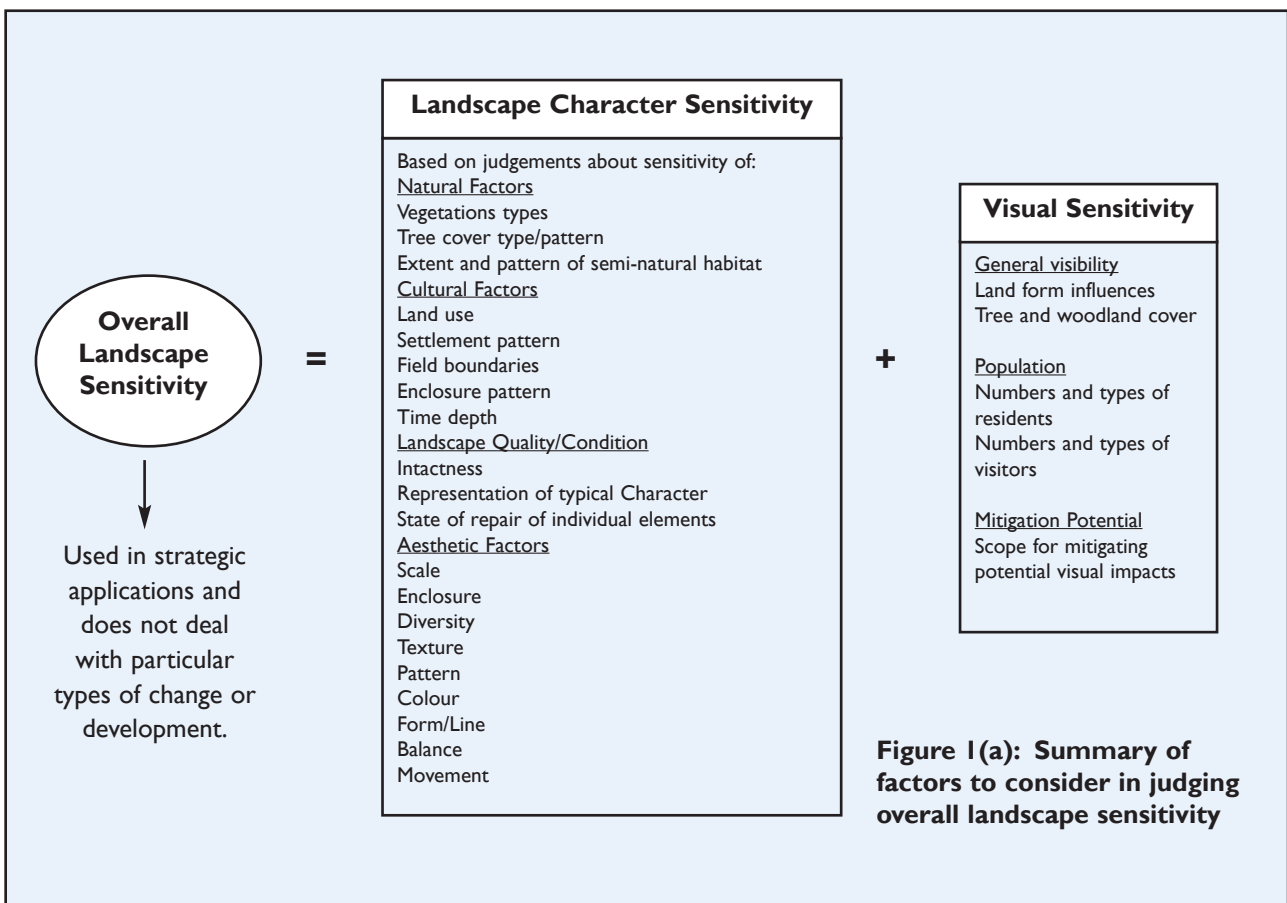 Overall
Landscape
Sensitivity
Used in strategic
applications and
does not deal
with particular
types of change or
development.
=
Landscape Character Sensitivity
Based on judgements about sensitivity of:
Natural Factors
Vegetations types
Tree cover type/pattern
Extent and pattern of semi-natural habitat
Cultural Factors
Land use
Settlement pattern
Field boundaries
Enclosure pattern
Time depth
Landscape Quality/Condition
Intactness
Representation of typical Character
State of repair of individual elements
Aesthetic Factors
Scale
Enclosure
Diversity
Texture
Pattern
Colour
Form/Line
Balance
Movement
+
Visual Sensitivity
General visibility
Land form influences
Tree and woodland cover
Population
Numbers and types of
residents
Numbers and types of
visitors
Mitigation Potential
Scope for mitigating
potential visual impacts
Figure 1(a): Summary of
factors to consider in judging
overall landscape sensitivity